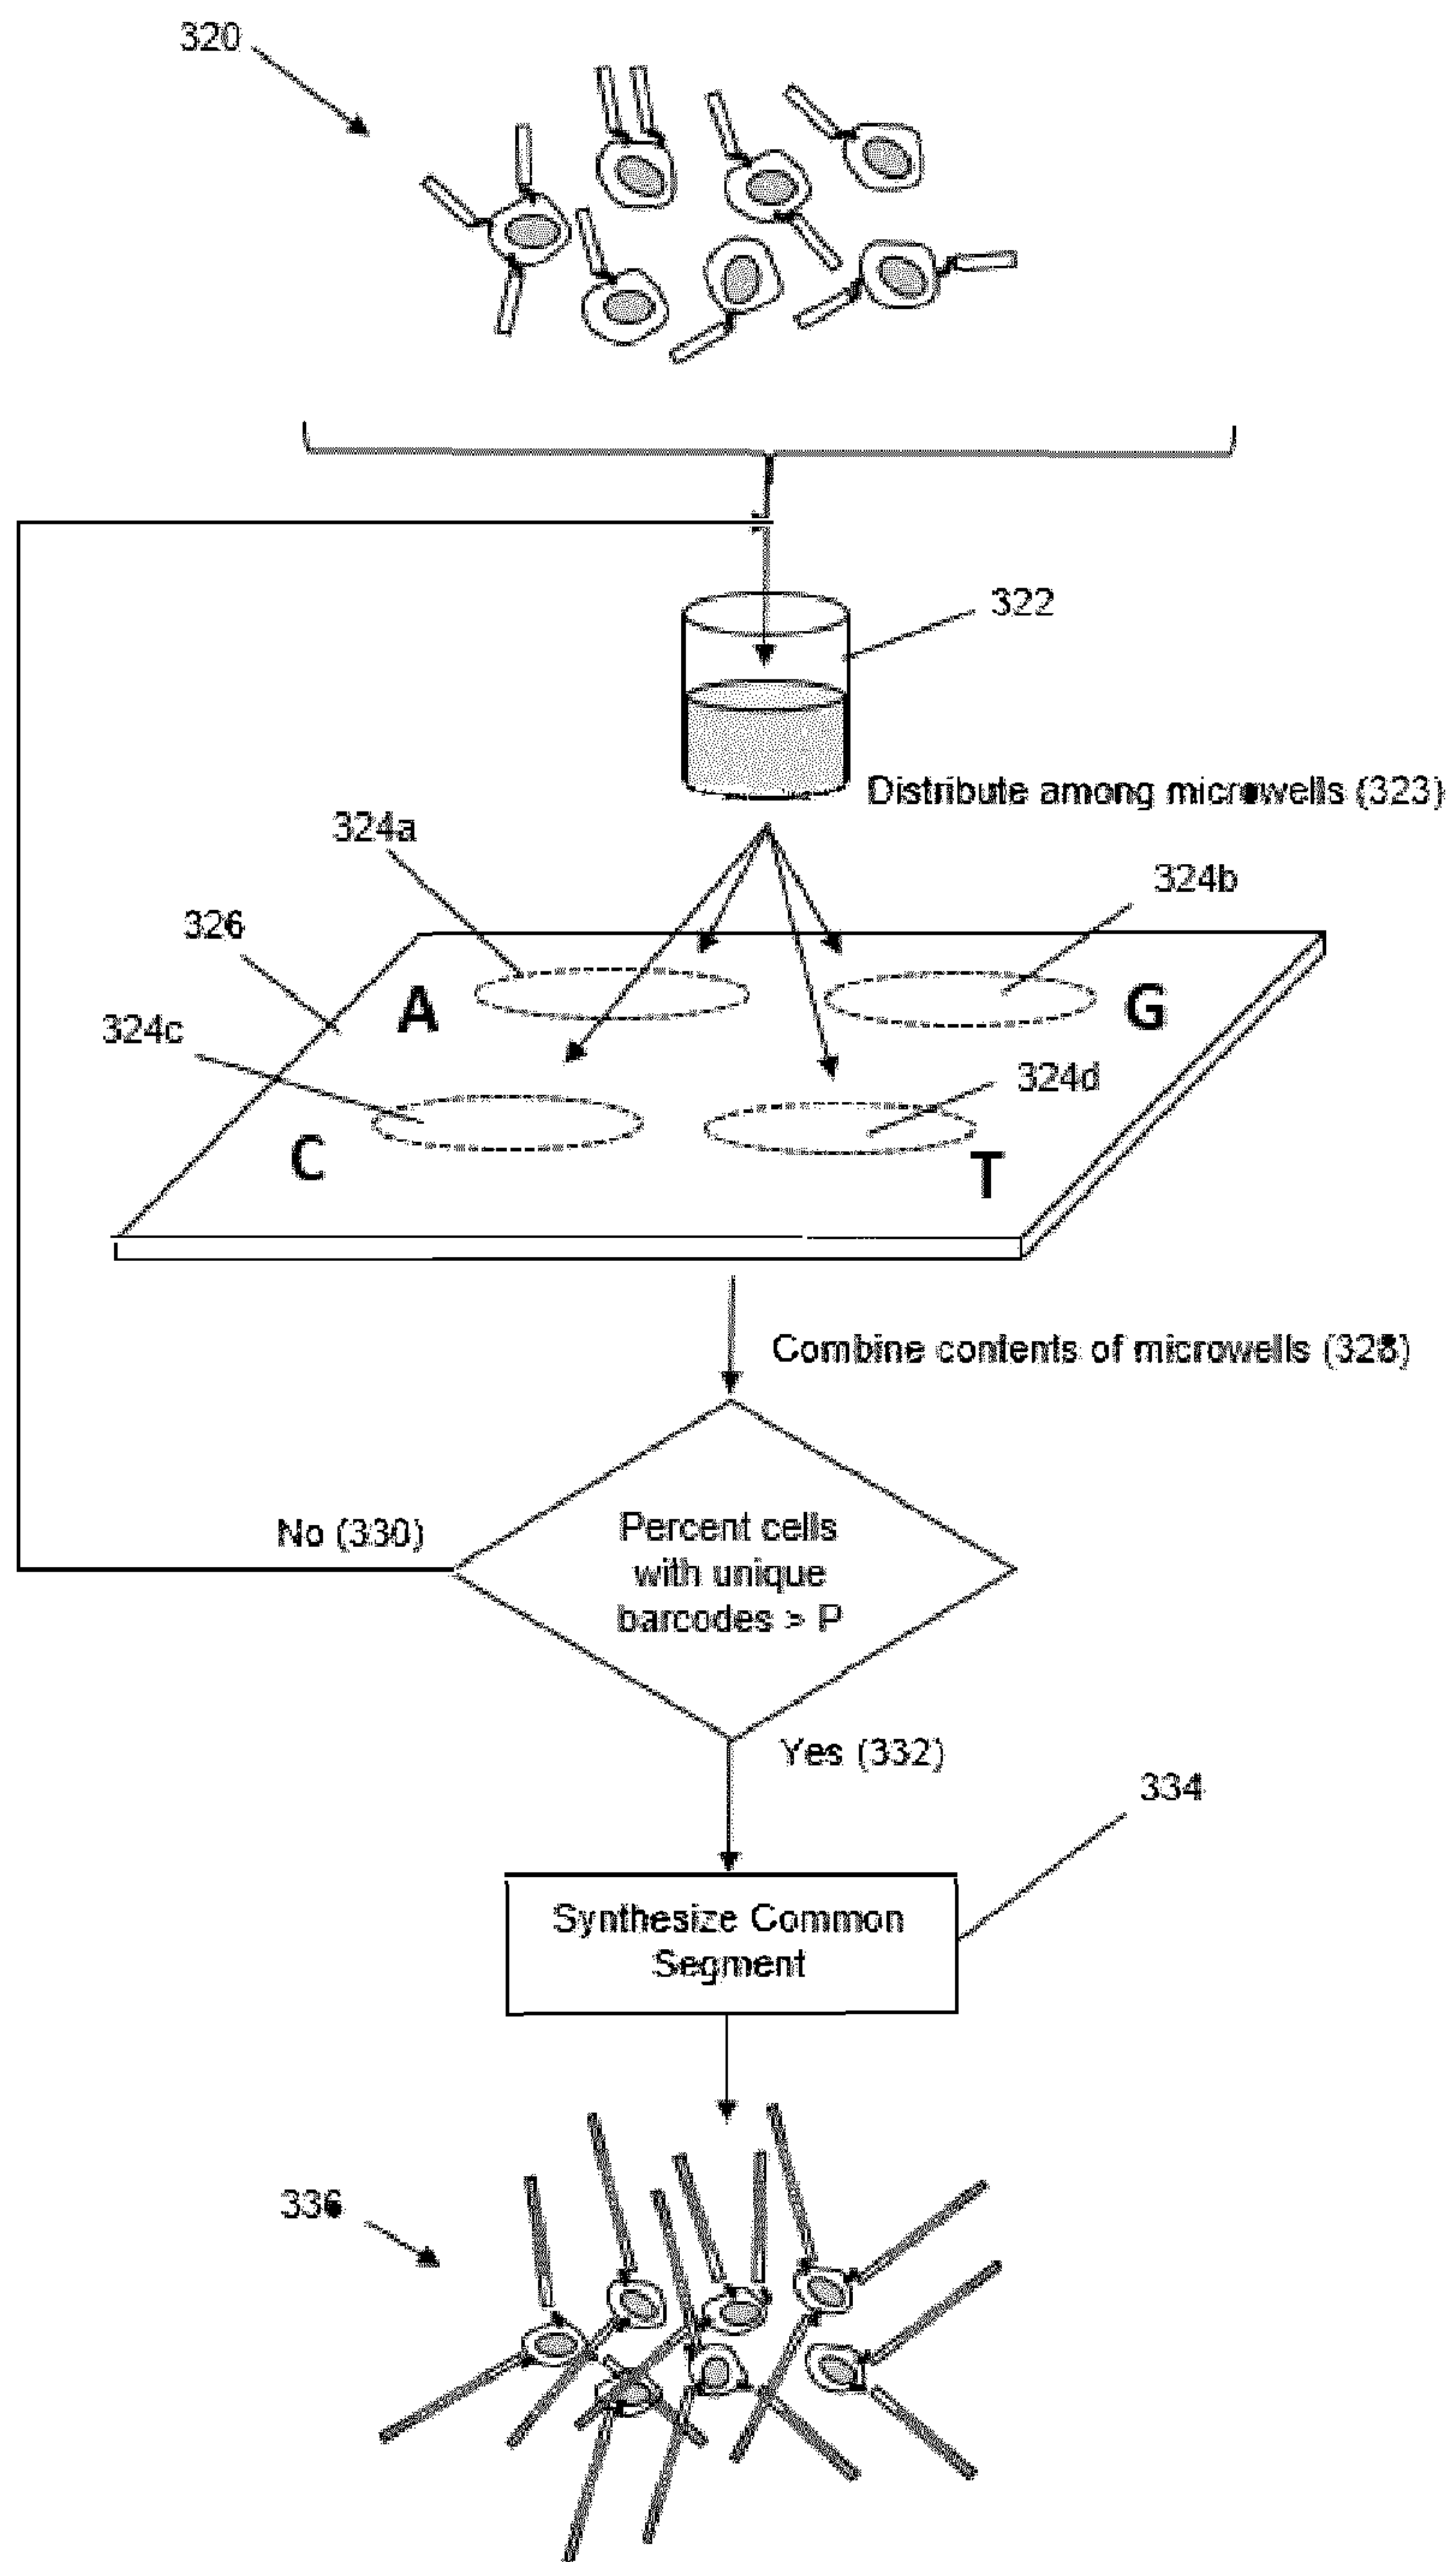 320
322
Distribute among microwells (323)
324a
324b
326
A
G
324c
324d
C
T
Combine contents of microwells (328)
No (330)
Percent cells
with unique
barcodes > P
Yes (332)
334
Synthesize Common
Segment
336